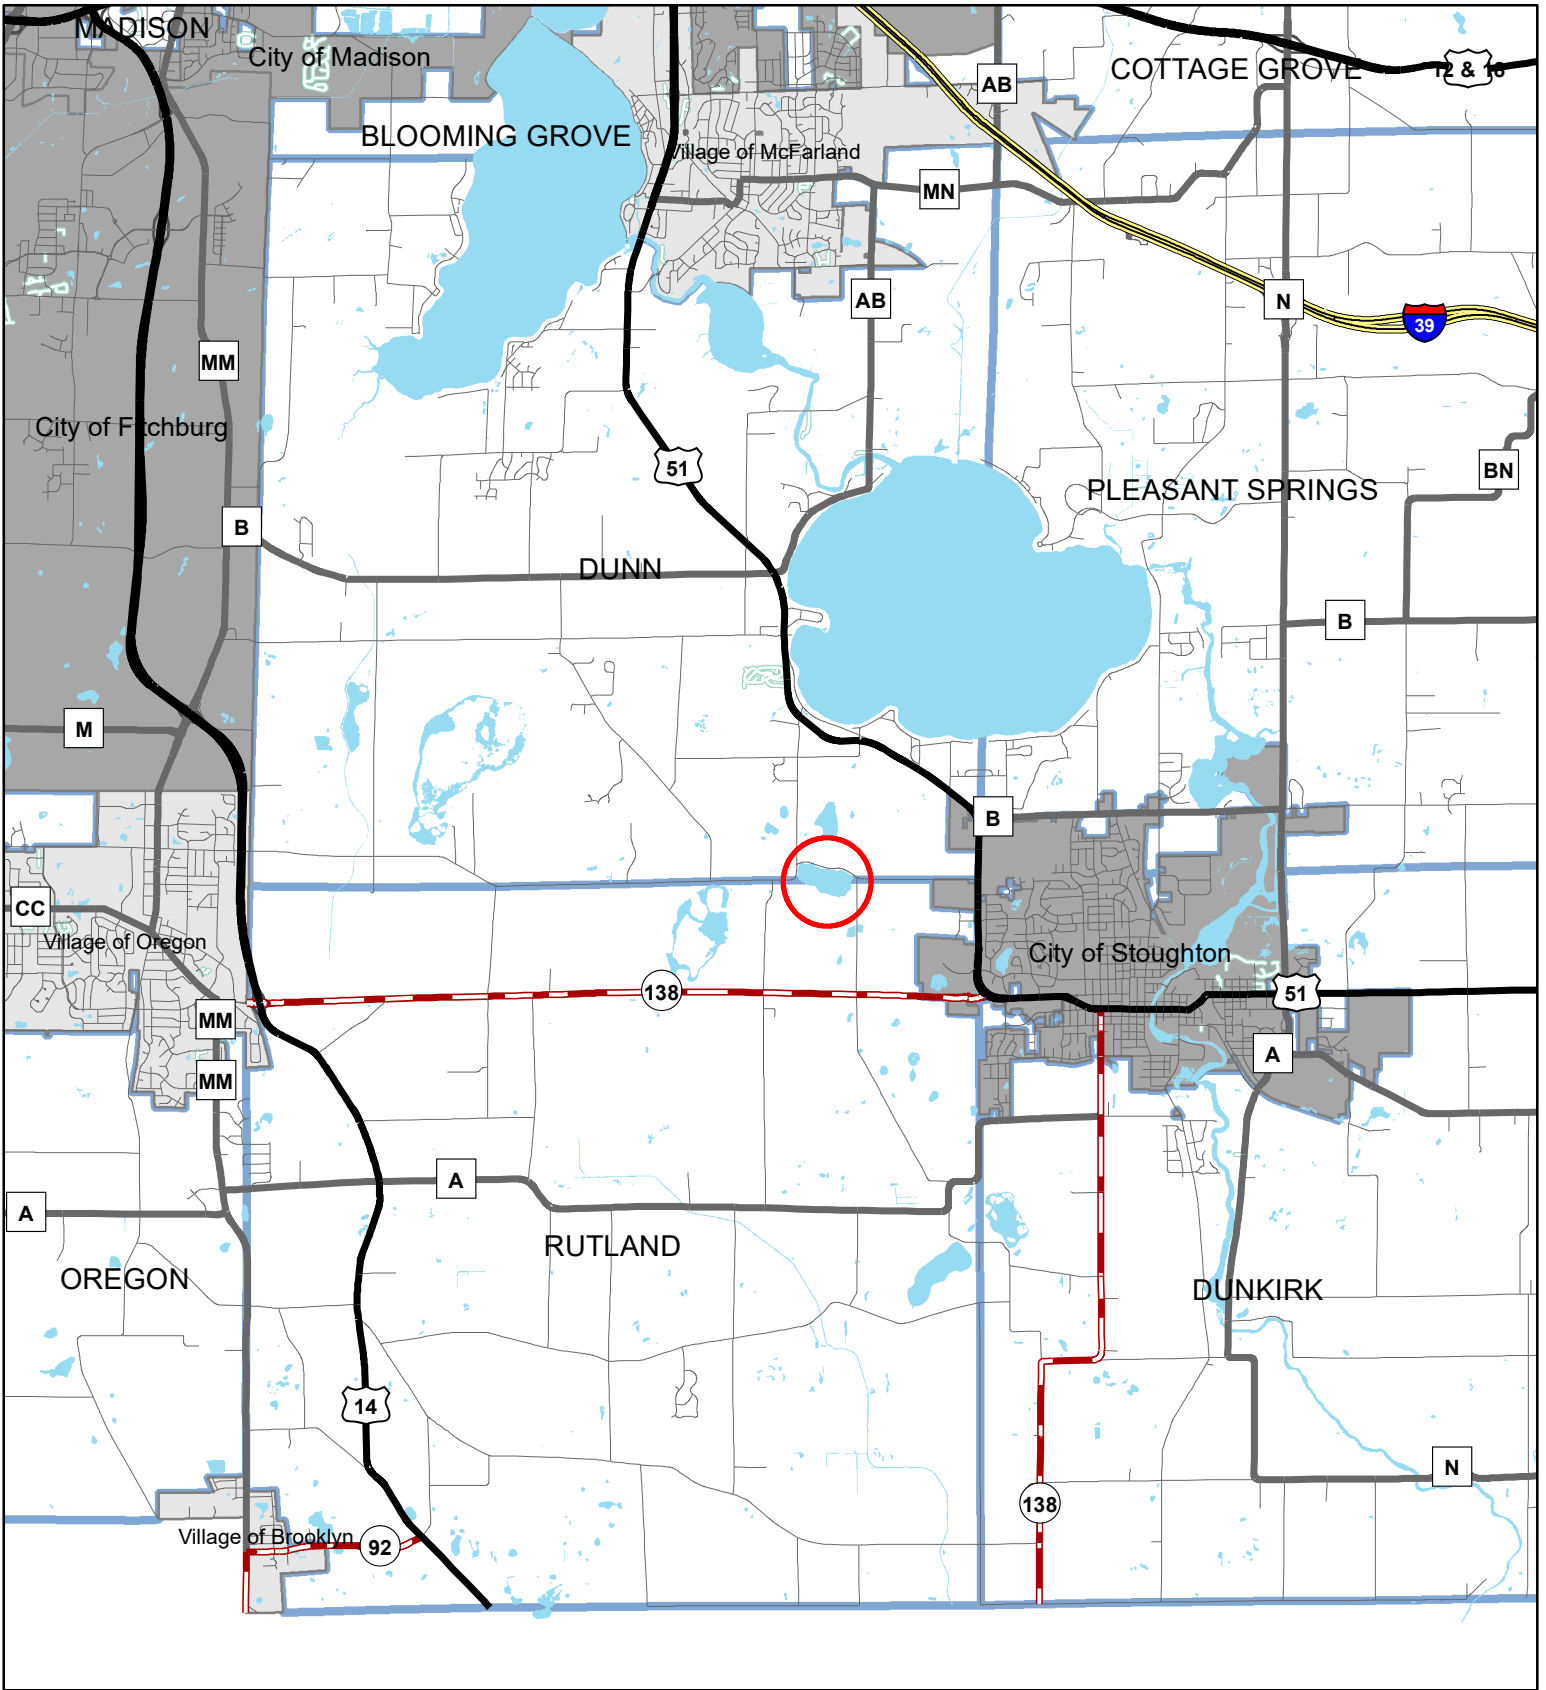 MADISON
City of Madison
COTTAGE GROVE
12 & 18
AB
BLOOMING GROVE
Village of McFarland
MN
AB
N
39
MM
City of Fitchburg
51
BN
PLEASANT SPRINGS
B
DUNN
B
M
B
CC
Village of Oregon
City of Stoughton
138
51
MM
A
MM
A
A
RUTLAND
OREGON
DUNKIRK
14
N
138
Village of Brooklyn
92